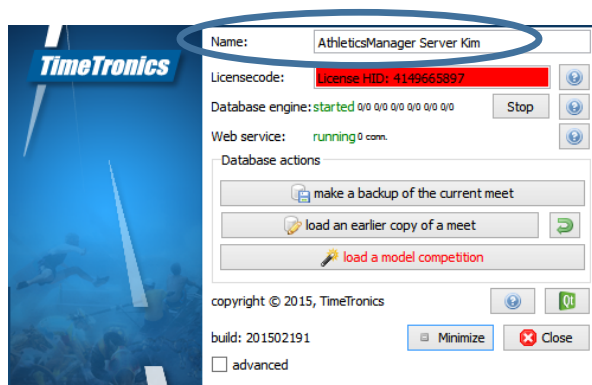 TimeTronics
Name: AthleticsManager Server Kim
Licensecode: License HID: 4149665897
Database engine: started 0/0 0/0 0/0 0/0 0/0 0/0 Stop
Web service: running 0 conn.
Database actions
make a backup of the current meet
load an earlier copy of a meet
load a model competition
copyright © 2015, TimeTronics Qt
build: 201502191 Minimize Close
advanced